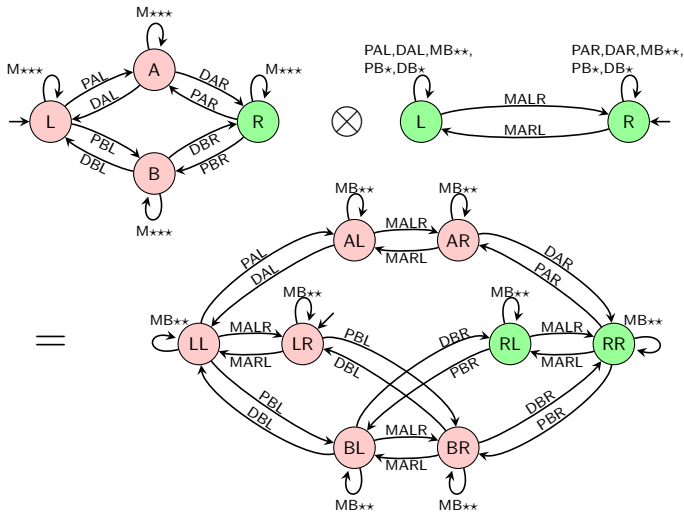 M⋆⋆⋆
PAL,DAL,MB⋆⋆, PAR,DAR,MB⋆⋆,
M⋆⋆⋆ A M⋆⋆⋆ PB⋆,DB⋆ PB⋆,DB⋆
PAL DAR
DAL PAR MALR
L R ⊗ L R
PBL DBR MARL
DBL PBR
B
M⋆⋆⋆
MB⋆⋆ MB⋆⋆
MALR
AL AR
MARL
PAL DAR
DAL PAR
MB⋆⋆ MB⋆⋆ MB⋆⋆ MB⋆⋆
MALR PBL DBR MALR
= LL LR RL RR
MARL DBL PBR MARL
PBL DBR
DBL PBR
MALR
BL BR
MARL
MB⋆⋆ MB⋆⋆